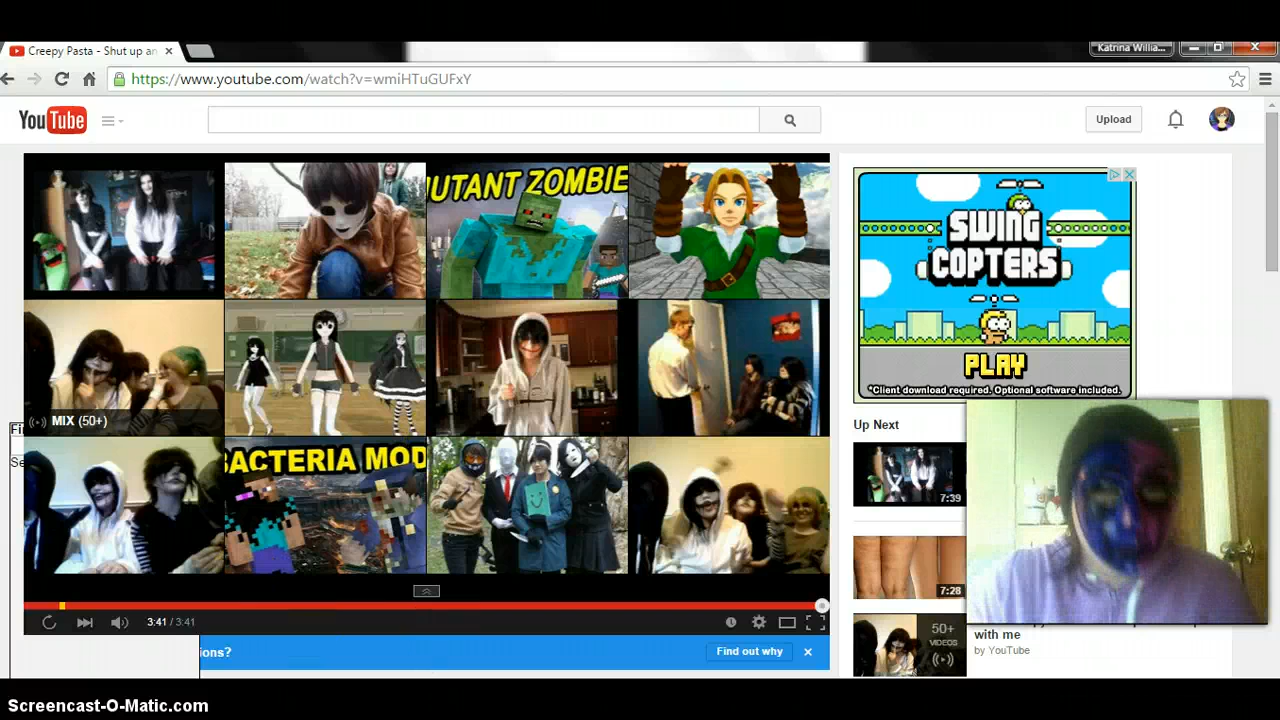 Creepy Pasta - Shut up an
Katrina Willia...
https://www.youtube.com/watch?v=wmiHTuGUFxY
YouTube
Upload
MUTANT ZOMBIE
SWING
COPTERS
PLAY
*Client download required. Optional software included.
MIX (50+)
Up Next
BACTERIA MOD
7:39
7:28
50+
VIDEOS
with me
by YouTube
3:41 / 3:41
ions?
Find out why
Screencast-O-Matic.com